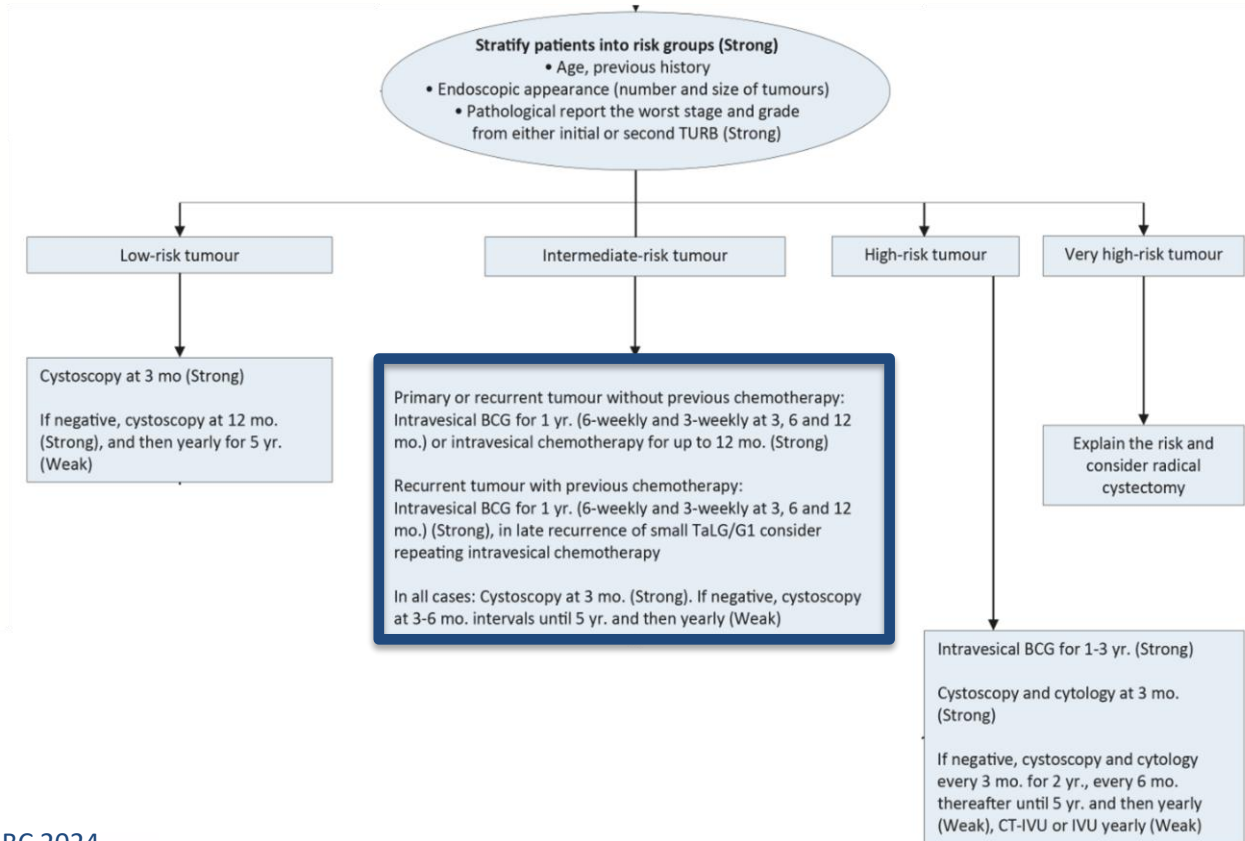 Stratify patients into risk groups (Strong)
• Age, previous history
• Endoscopic appearance (number and size of tumours)
• Pathological report the worst stage and grade
from either initial or second TURB (Strong)
Low-risk tumour
Intermediate-risk tumour
High-risk tumour
Very high-risk tumour
Cystoscopy at 3 mo (Strong)
If negative, cystoscopy at 12 mo.
(Strong), and then yearly for 5 yr.
(Weak)
Primary or recurrent tumour without previous chemotherapy:
Intravesical BCG for 1 yr. (6-weekly and 3-weekly at 3, 6 and 12
mo.) or intravesical chemotherapy for up to 12 mo. (Strong)
Recurrent tumour with previous chemotherapy:
Intravesical BCG for 1 yr. (6-weekly and 3-weekly at 3, 6 and 12
mo.) (Strong), in late recurrence of small TaLG/G1 consider
repeating intravesical chemotherapy
In all cases: Cystoscopy at 3 mo. (Strong). If negative, cystoscopy
at 3-6 mo. intervals until 5 yr. and then yearly (Weak)
Explain the risk and
consider radical
cystectomy
Intravesical BCG for 1-3 yr. (Strong)
Cystoscopy and cytology at 3 mo.
(Strong)
If negative, cystoscopy and cytology
every 3 mo. for 2 yr., every 6 mo.
thereafter until 5 yr. and then yearly
(Weak), CT-IVU or IVU yearly (Weak)
2024